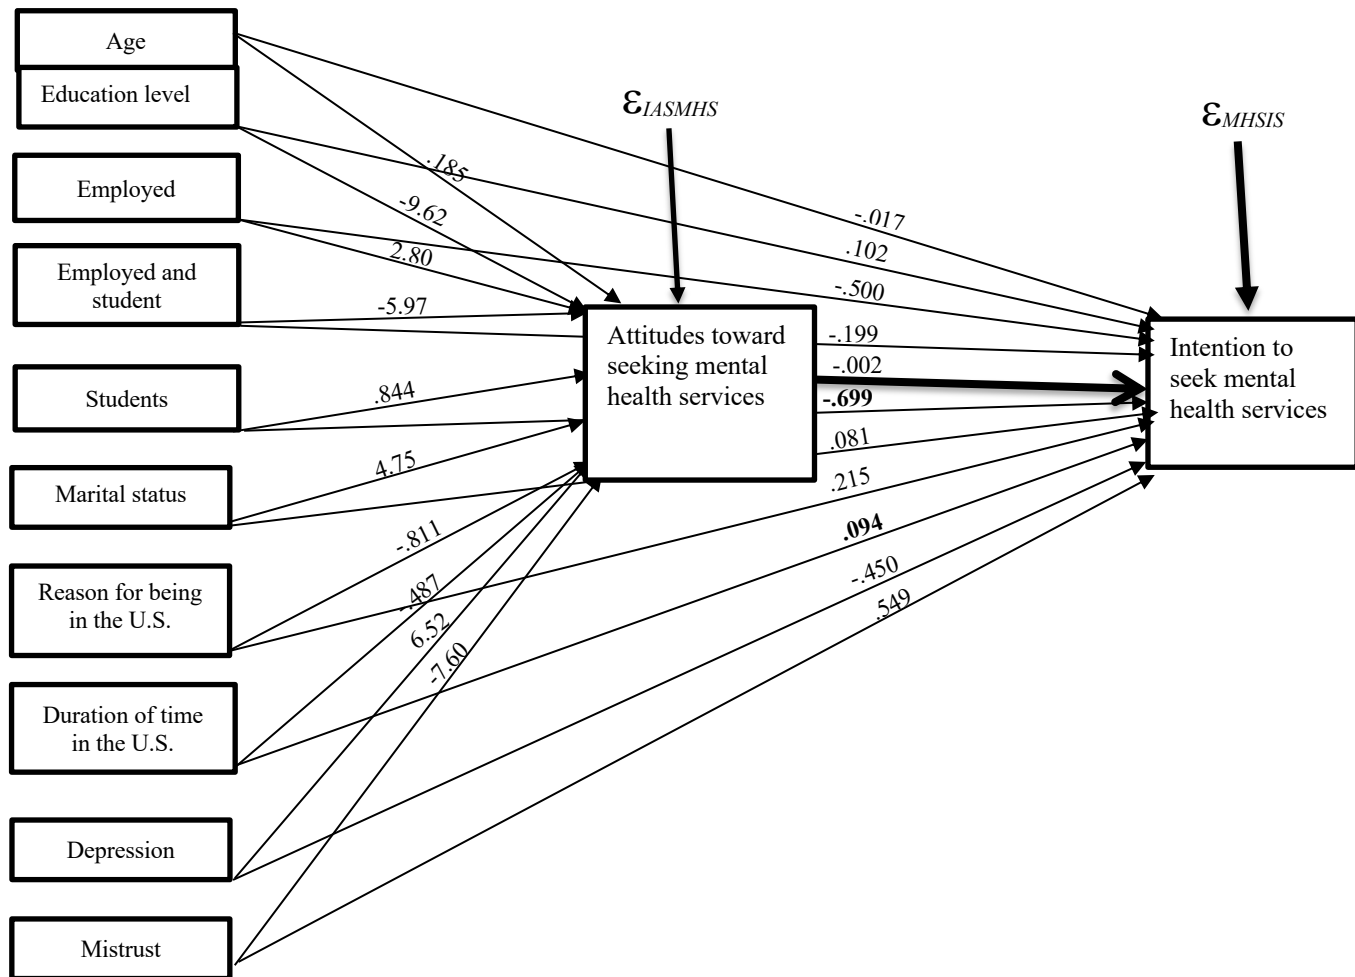 Age
Education level
Employed
Employed and
student
Students
Marital status
Reason for being
in the U.S.
Duration of time
in the U.S.
Depression
Mistrust
εIASMHS
εMHSIS
.185
-9.62
2.80
-5.97
.844
4.75
-.811
-.487
6.52
-7.60
Attitudes toward
seeking mental
health services
-.017
.102
-.500
-.199
-.002
-.699
.081
.215
.094
-.450
.549
Intention to
seek mental
health services